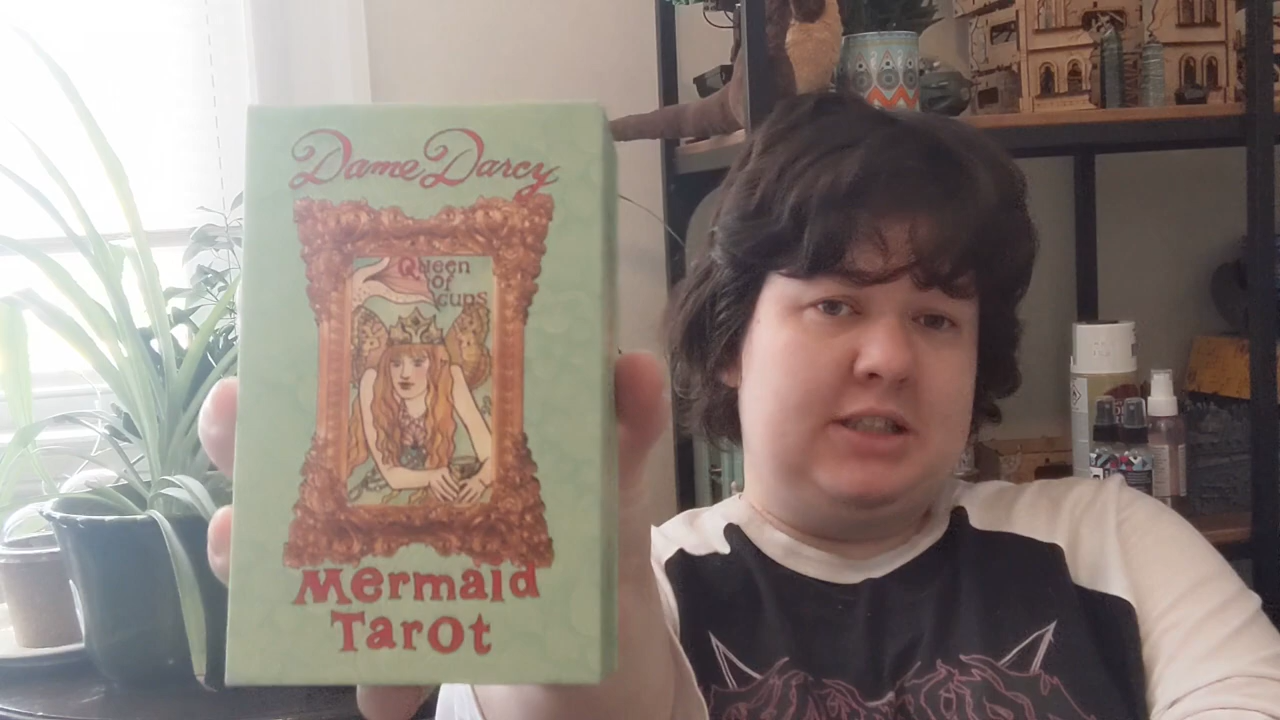 Dame Darcy
Queen
of
cups
Mermaid
Tarot